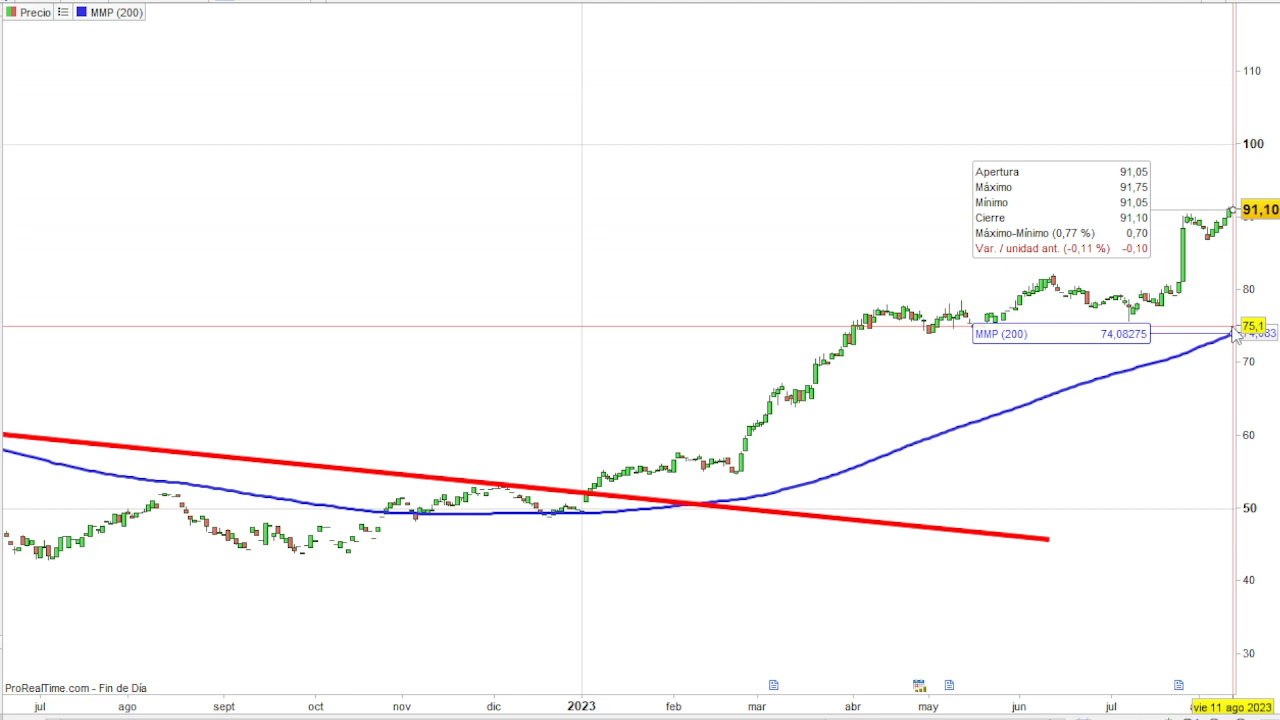 Precio MMP (200)
110
100
Apertura 91,05
Máximo 91,75
Mínimo 91,05
Cierre 91,10
Máximo-Mínimo (0,77 %) 0,70
Var. / unidad ant. (-0,11 %) -0,10
91,10
80
75,1
MMP (200) 74,08275
70
60
50
40
30
ProRealTime.com - Fin de Día
jul ago sept oct nov dic 2023 feb mar abr may jun jul vie 11 ago 2023